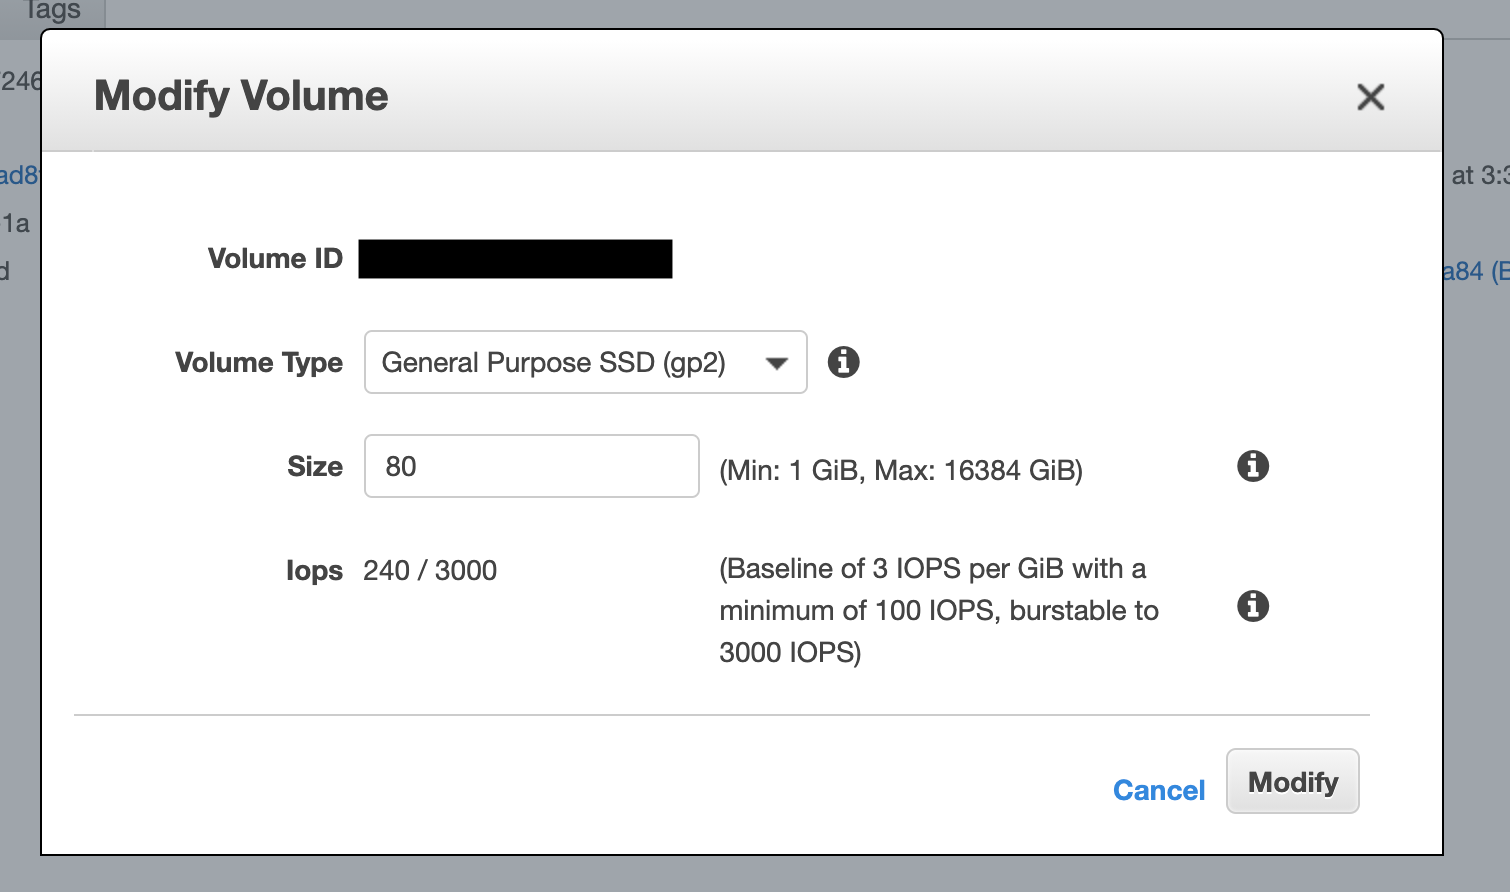 Tags
246
Modify Volume
ad8
at 3:3
1a
Volume ID
d
a84 (E
Volume Type General Purpose SSD (gp2)
Size 80 (Min: 1 GiB, Max: 16384 GiB)
Iops 240 / 3000 (Baseline of 3 IOPS per GiB with a
minimum of 100 IOPS, burstable to
3000 IOPS)
Cancel Modify